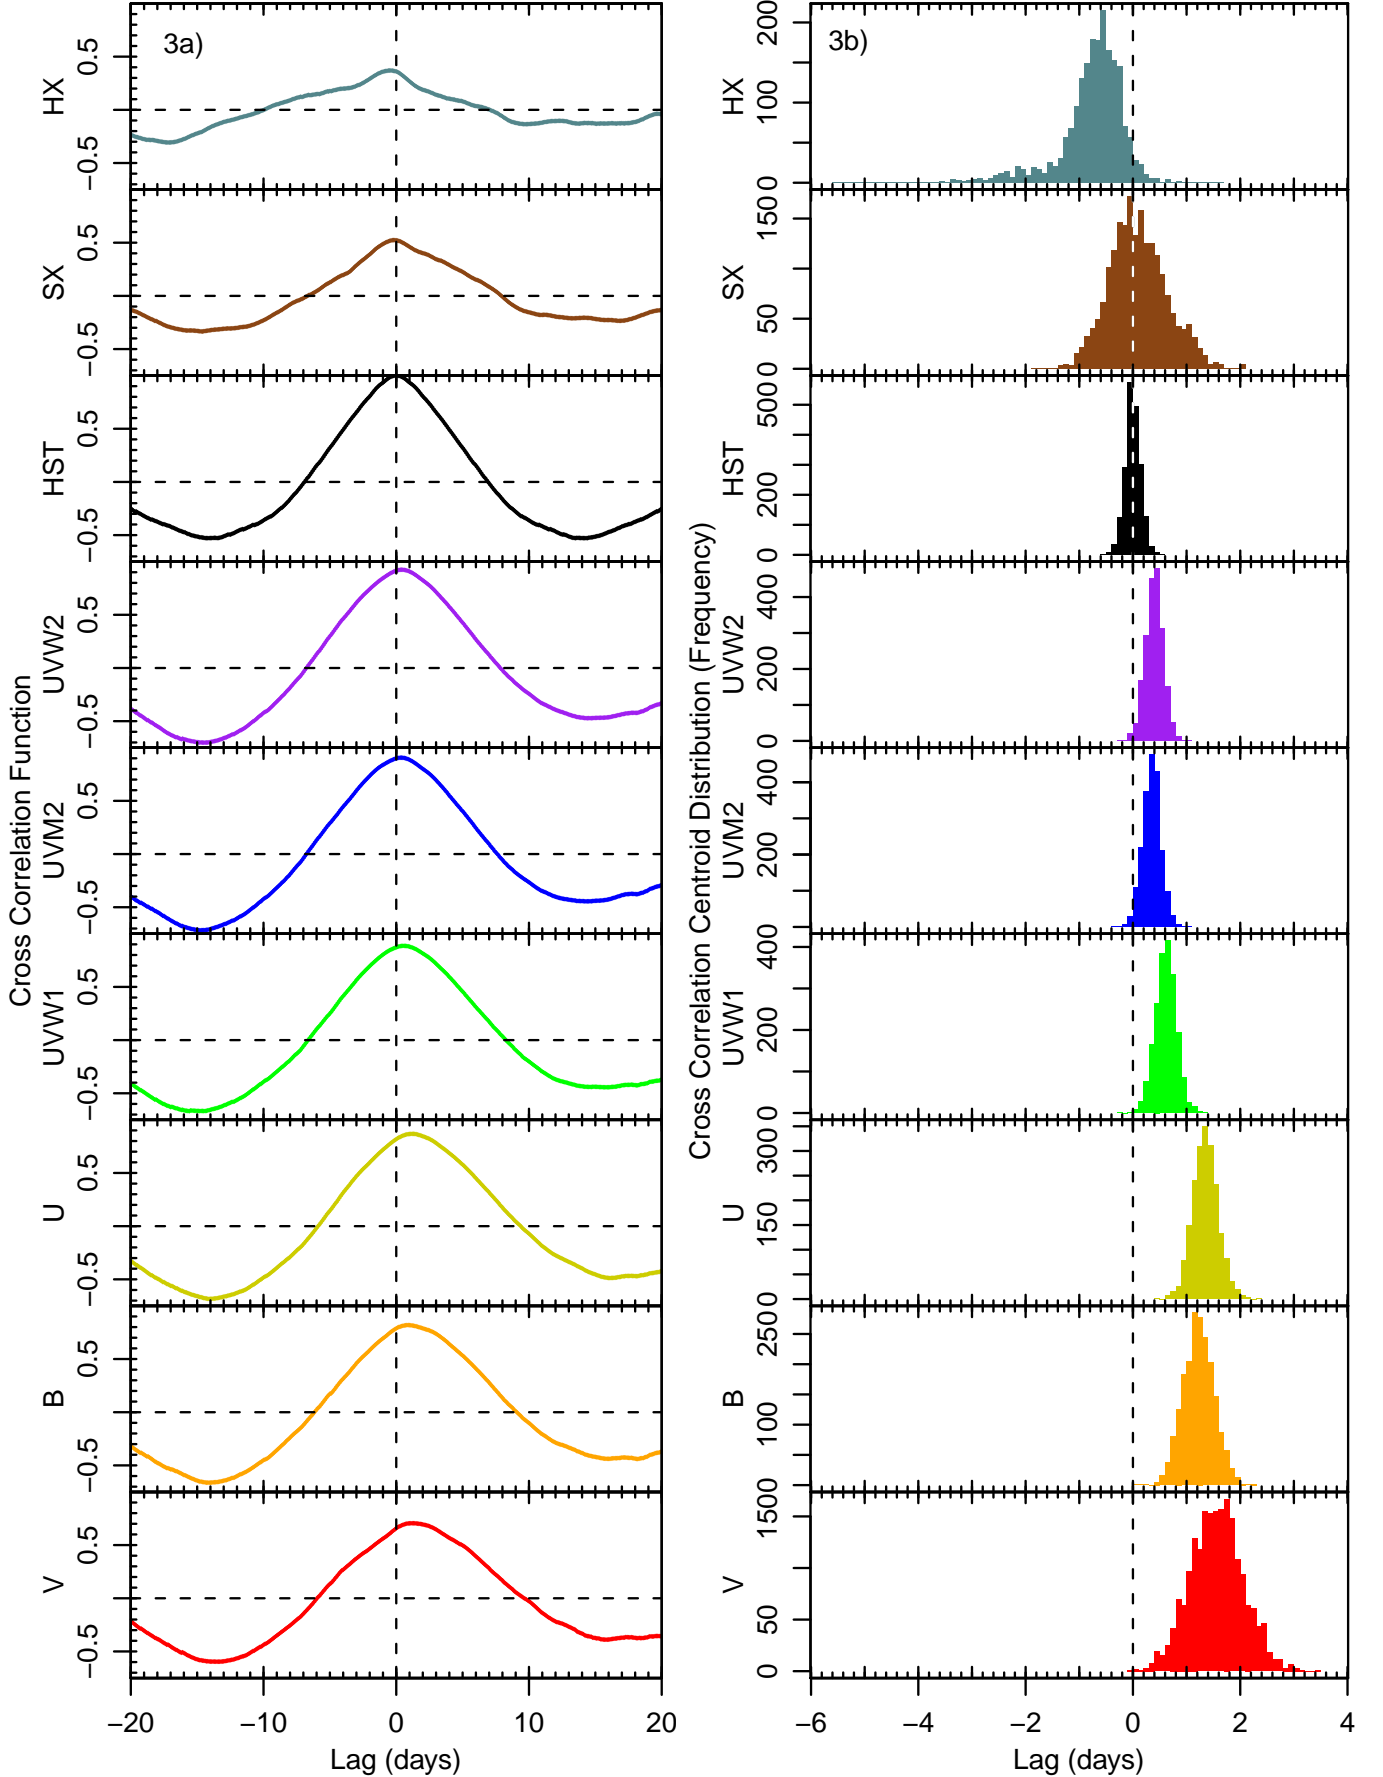 3a)
HX
−0.5
0.5
SX
−0.5
0.5
HST
−0.5
0.5
UVW2
−0.5
0.5
UVM2
−0.5
0.5
UVW1
−0.5
0.5
U
−0.5
0.5
B
−0.5
0.5
V
−0.5
0.5
Cross Correlation Function
−20
−10
0
10
20
Lag (days)
3b)
HX
0
100
200
SX
0
50
150
HST
0
200
500
UVW2
0
200
400
UVM2
0
200
400
UVW1
0
200
400
U
0
150
300
B
0
100
250
V
0
50
150
Cross Correlation Centroid Distribution (Frequency)
−6
−4
−2
0
2
4
Lag (days)